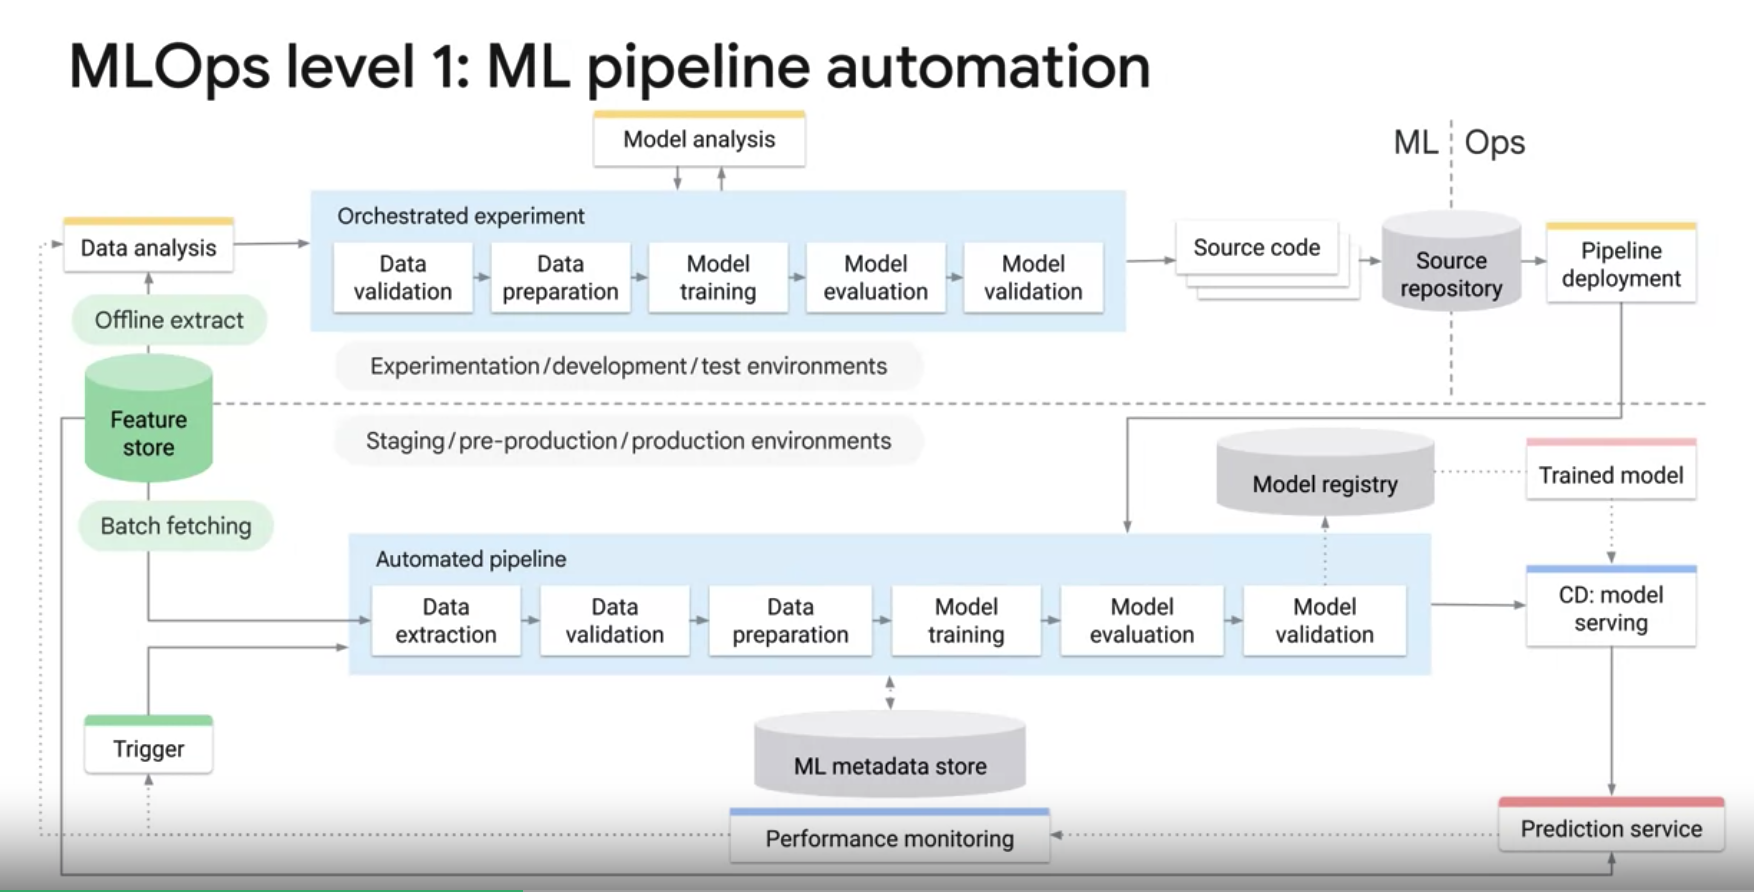 MLOps level 1: ML pipeline automation
Model analysis
ML
Ops
Orchestrated experiment
Data analysis
Data
validation
Data
preparation
Model
training
Model
evaluation
Model
validation
Source code
Source
repository
Pipeline
deployment
Offline extract
Experimentation/development/test environments
Feature
store
Staging/pre-production/production environments
Model registry
Trained model
Batch fetching
Automated pipeline
Data
extraction
Data
validation
Data
preparation
Model
training
Model
evaluation
Model
validation
CD: model
serving
Trigger
ML metadata store
Performance monitoring
Prediction service